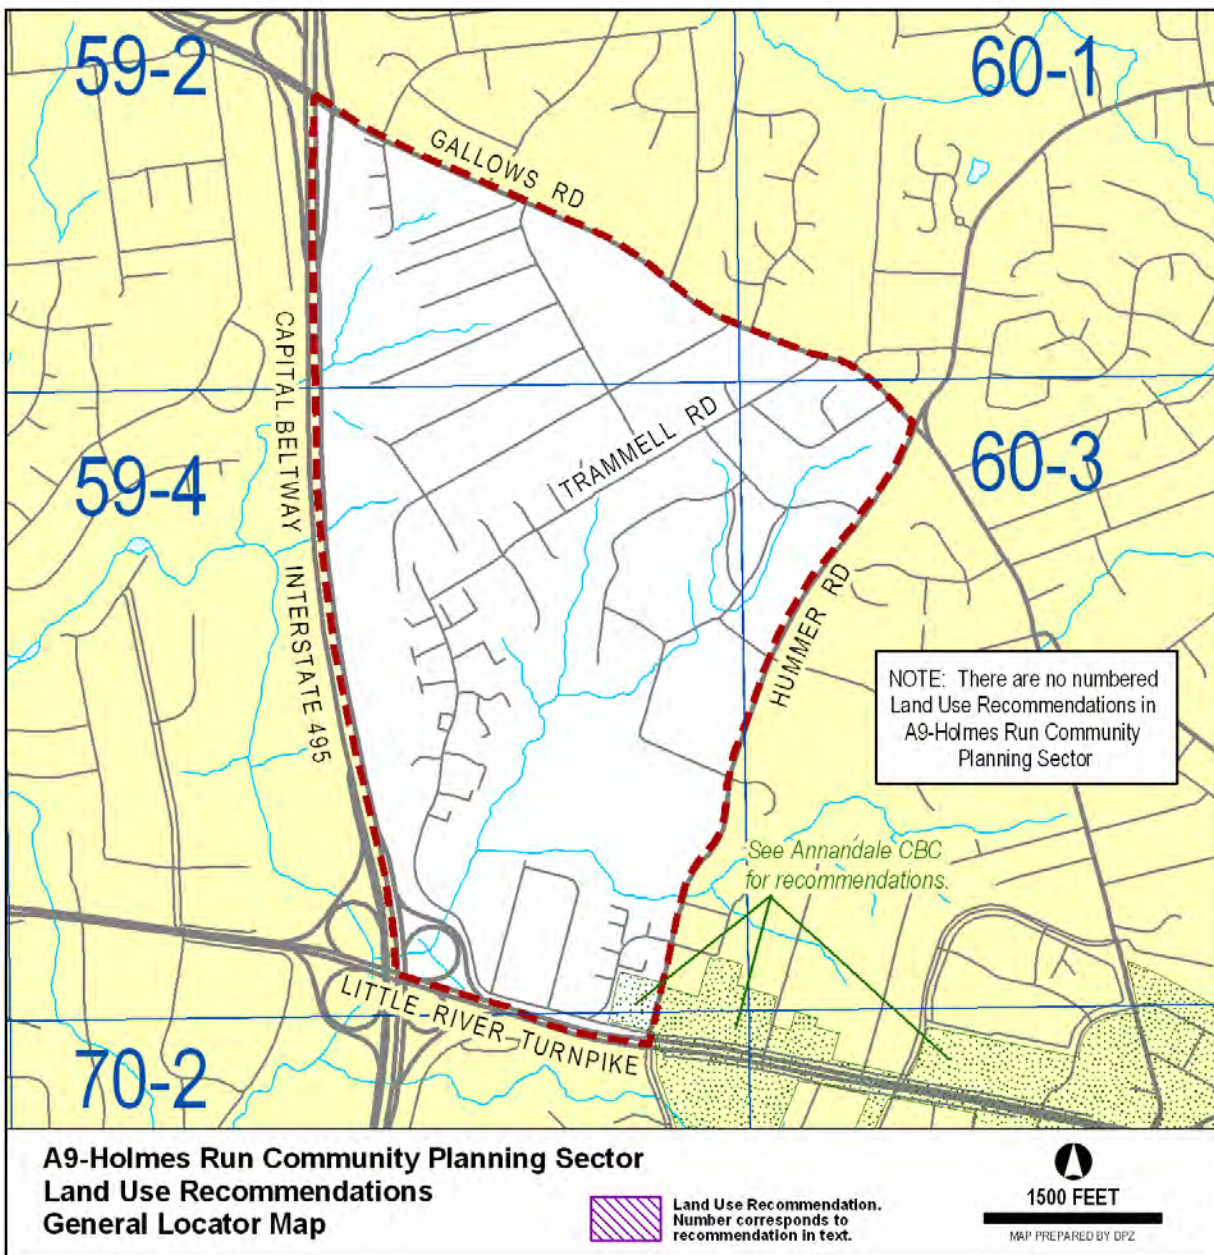 59-2
60-1
GALLOWS RD
CAPITAL BELTWAY INTERSTATE 495
TRAMMELL RD
59-4
60-3
HUMMER RD
NOTE: There are no numbered
Land Use Recommendations in
A9-Holmes Run Community
Planning Sector
See Annandale CBC
for recommendations.
LITTLE RIVER TURNPIKE
70-2
A9-Holmes Run Community Planning Sector
Land Use Recommendations
General Locator Map
Land Use Recommendation.
Number corresponds to
recommendation in text.
1500 FEET
MAP PREPARED BY DPZ